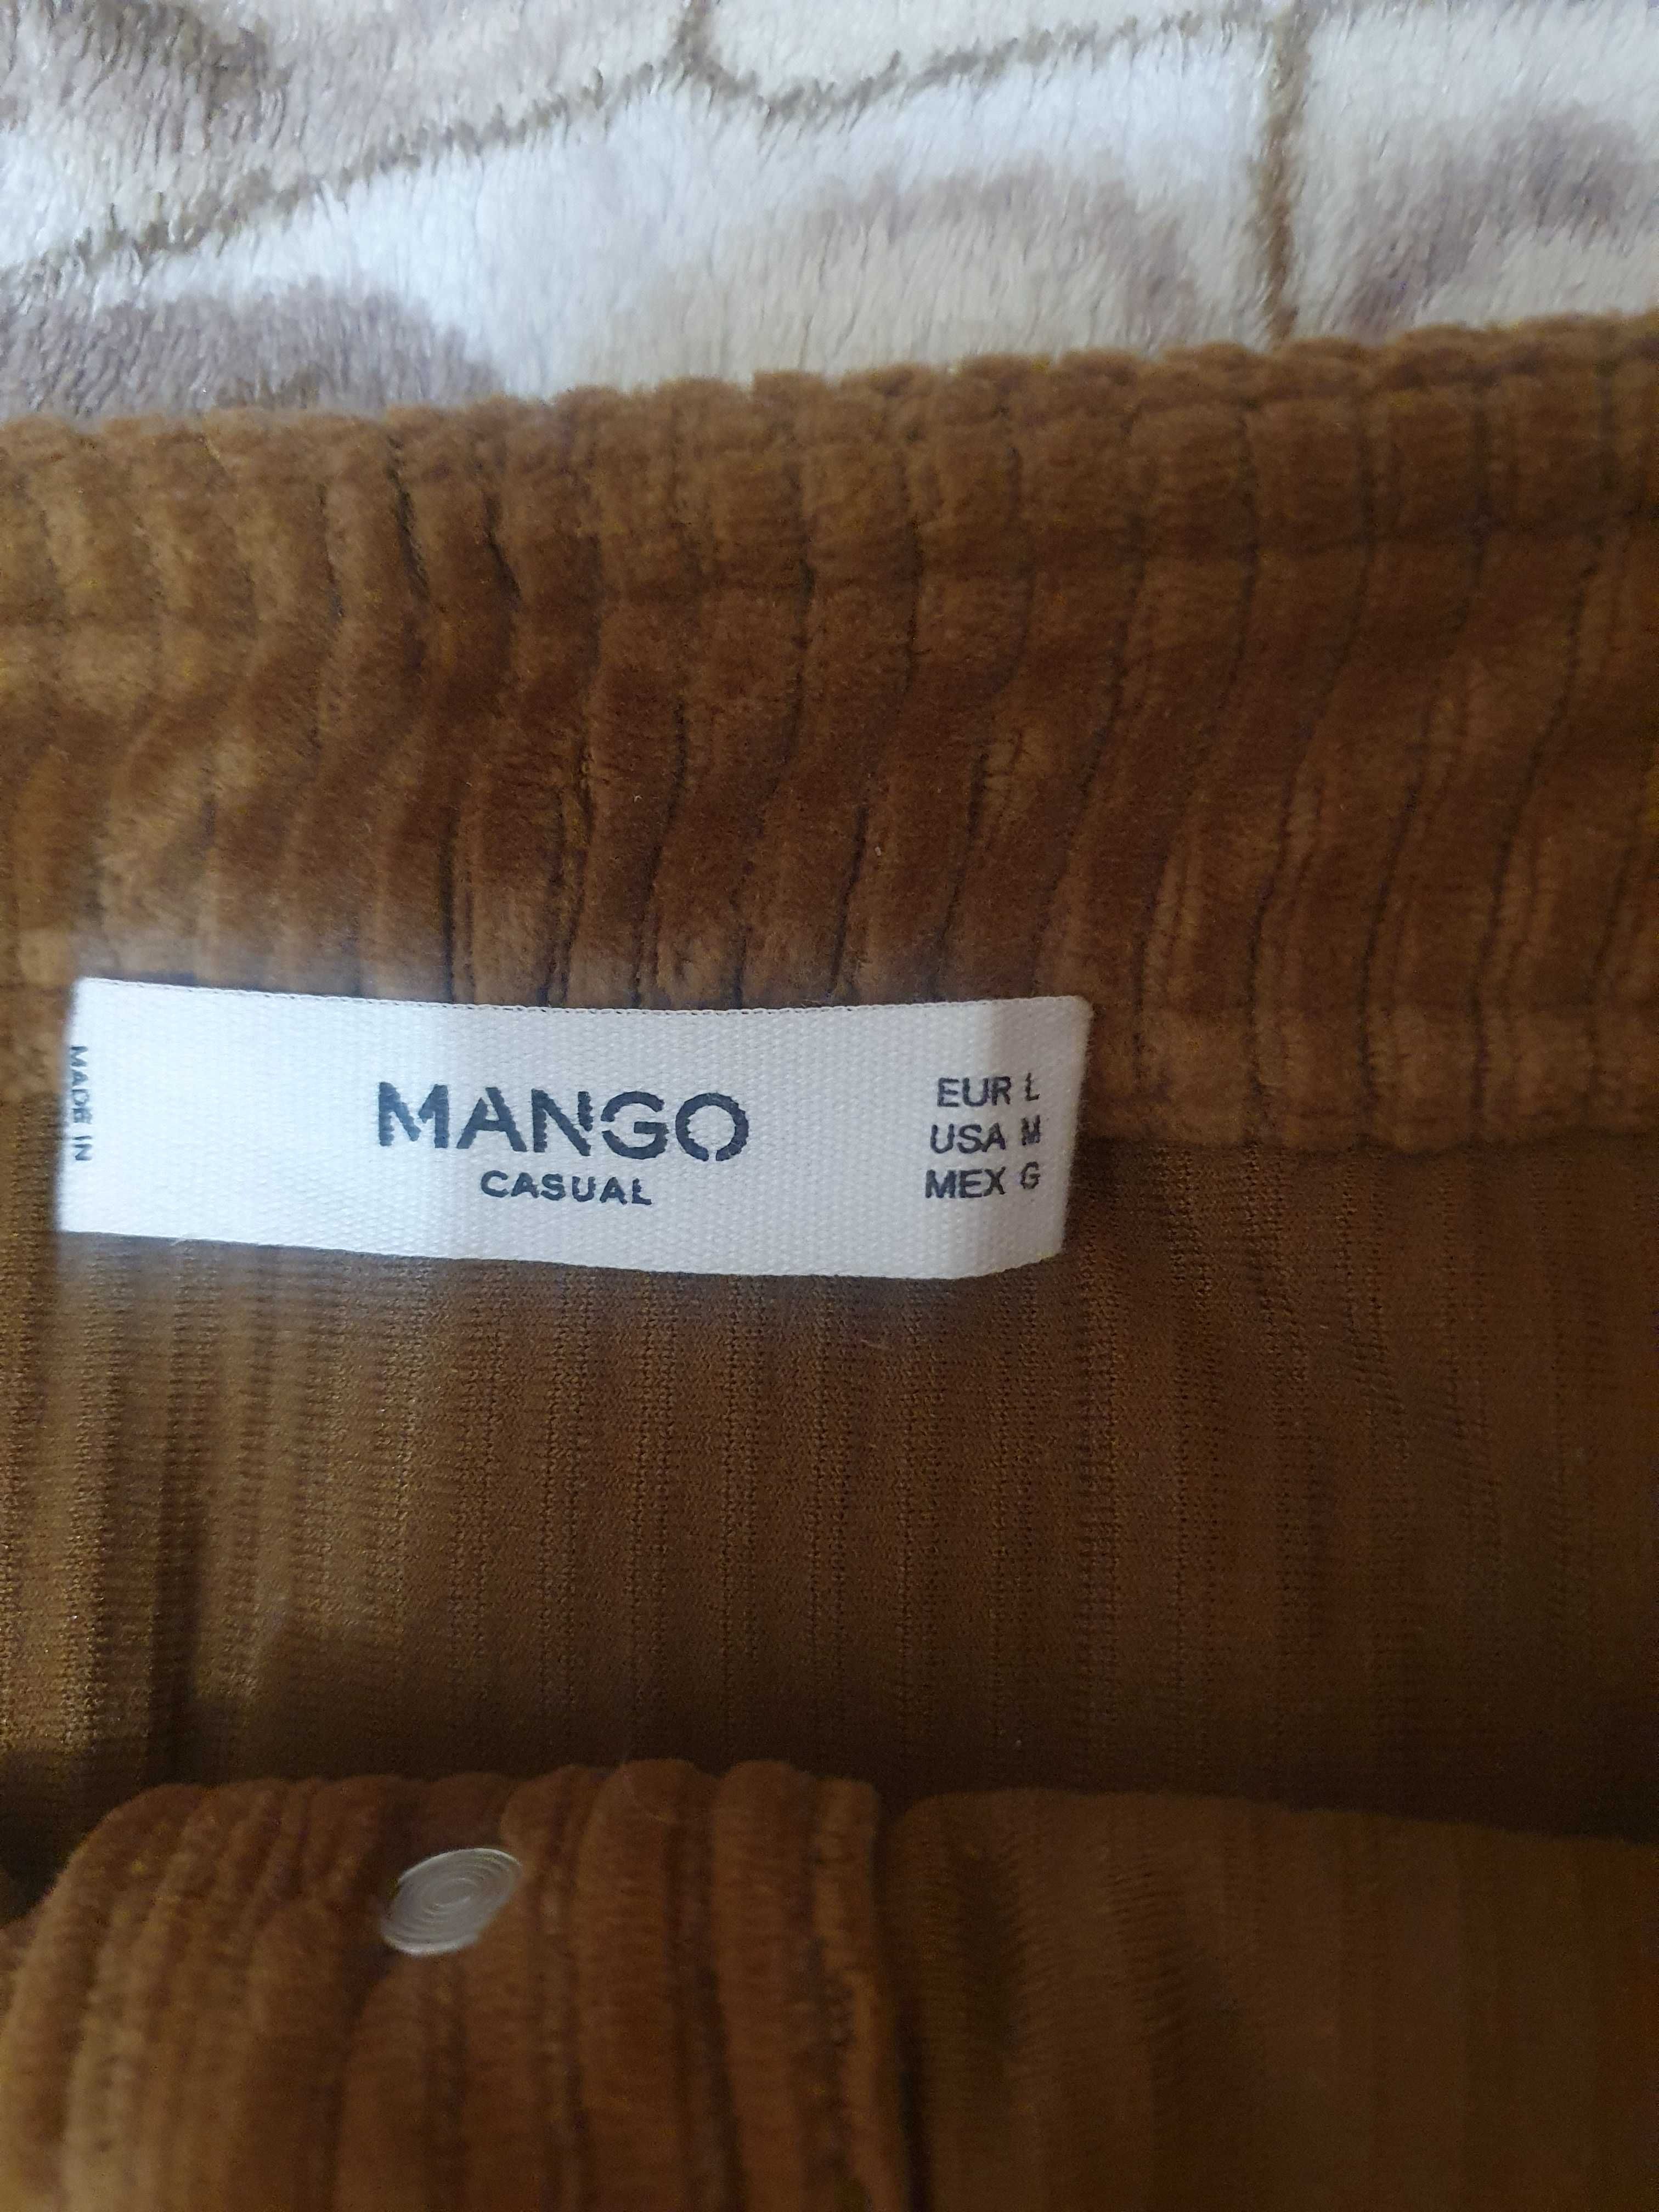 MADE IN
MANGO
CASUAL
EUR L
USA M
MEX G